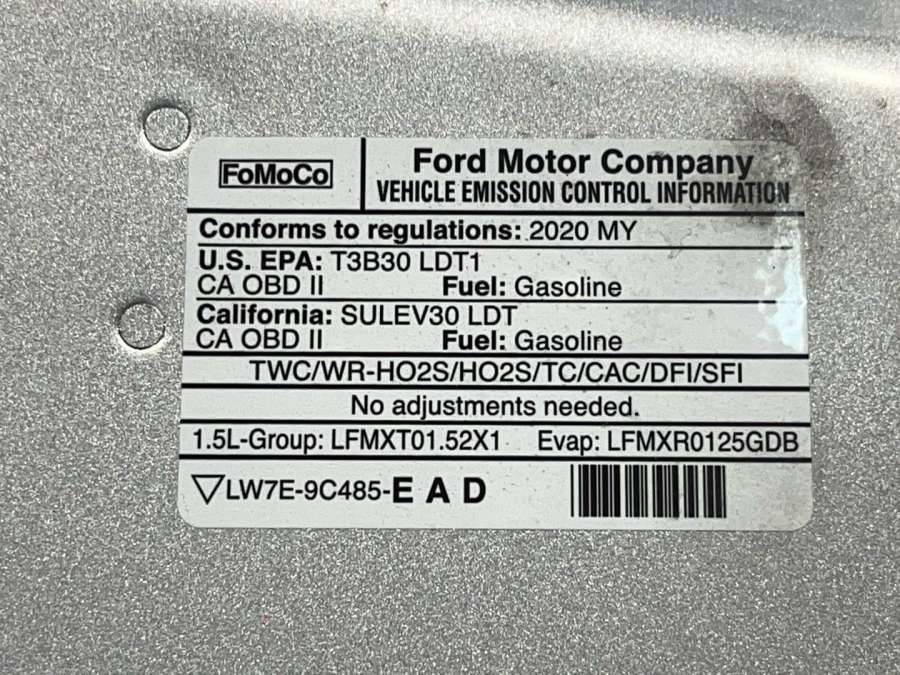 FoMoCo
Ford Motor Company
VEHICLE EMISSION CONTROL INFORMATION
Conforms to regulations: 2020 MY
U.S. EPA: T3B30 LDT1
CA OBD II Fuel: Gasoline
California: SULEV30 LDT
CA OBD II Fuel: Gasoline
TWC/WR-HO2S/HO2S/TC/CAC/DFI/SFI
No adjustments needed.
1.5L-Group: LFMXT01.52X1 Evap: LFMXR0125GDB
LW7E-9C485-E A D